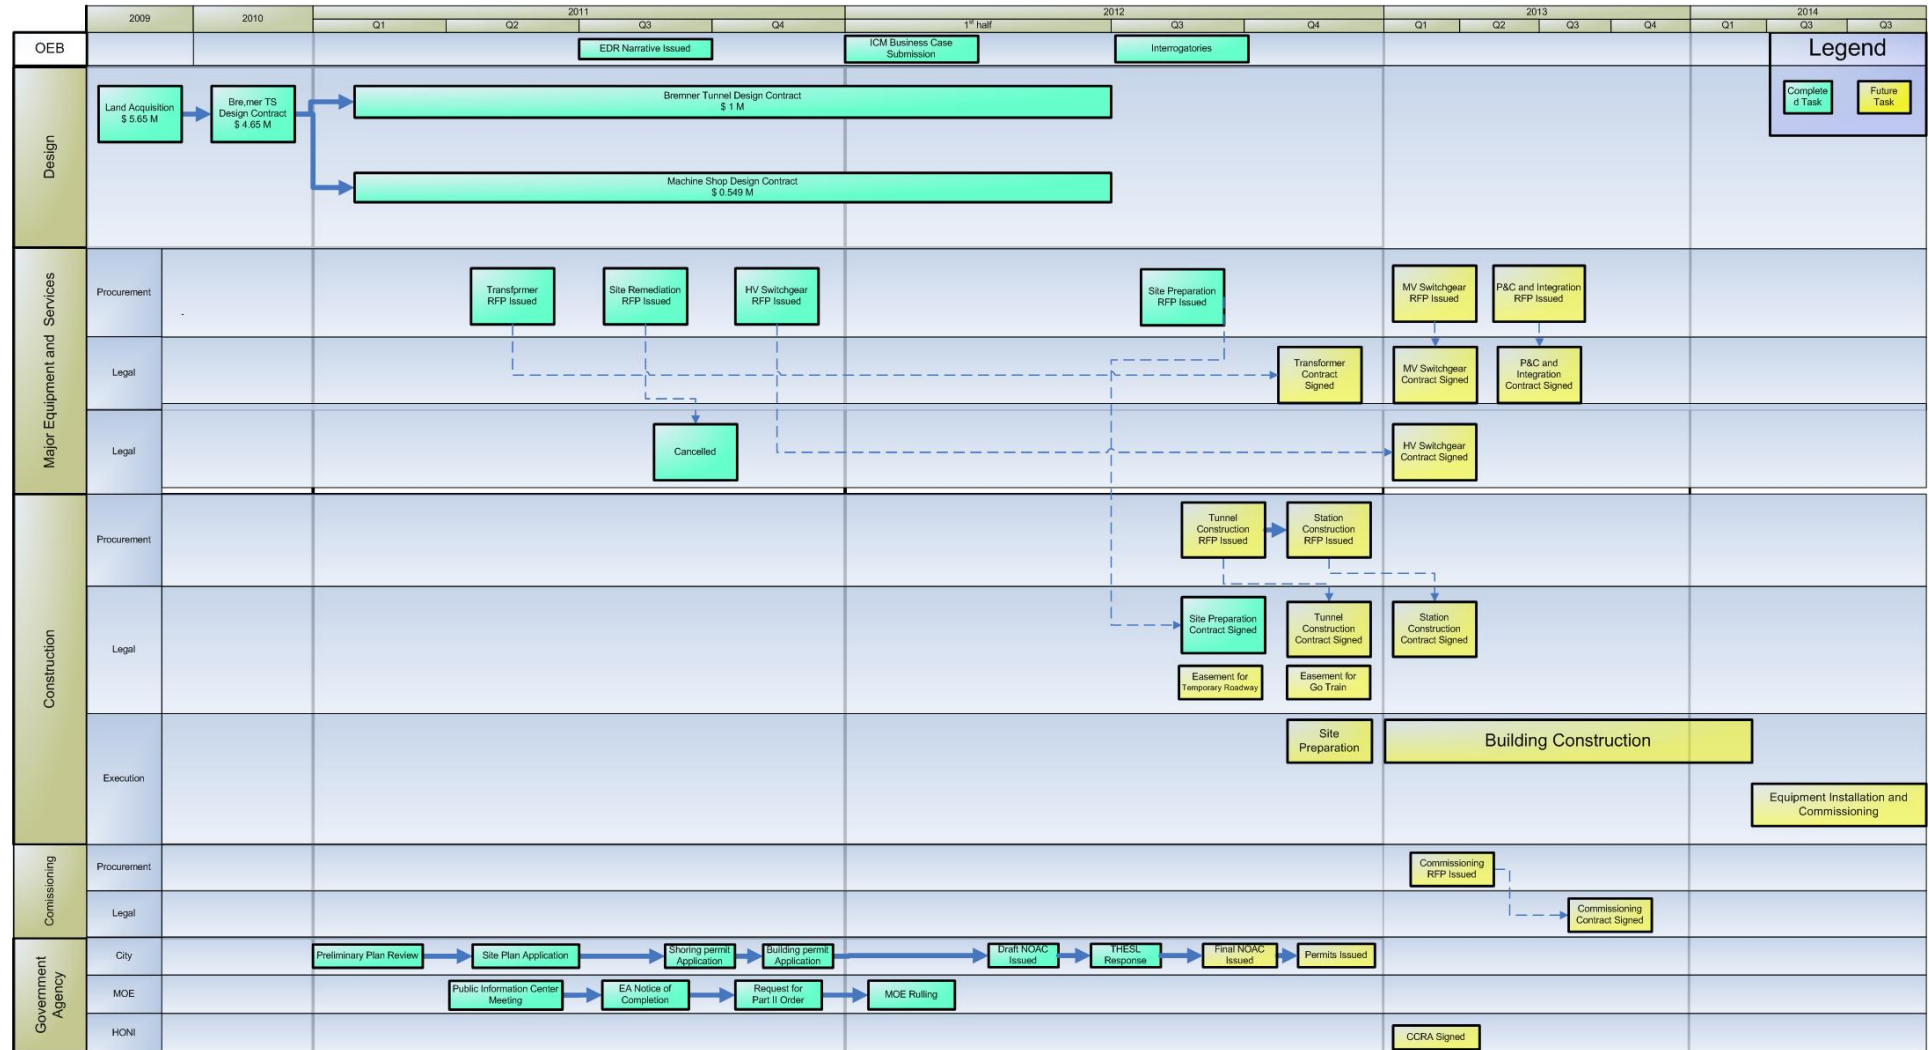 2009
2010
2011
2012
2013
2014
Q1
Q2
Q3
Q4
1st half
Q3
Q4
Q1
Q2
Q3
Q4
Q1
Q3
Q3
OEB
EDR Narrative Issued
ICM Business Case
Submission
Interrogatories
Legend
Complete
d Task
Future
Task
Design
Land Acquisition
$ 5.65 M
Bre,mer TS
Design Contract
$ 4.65 M
Bremner Tunnel Design Contract
$ 1 M
Machine Shop Design Contract
$ 0.549 M
Major Equipment and Services
Procurement
Transfprmer
RFP Issued
Site Remediation
RFP Issued
HV Switchgear
RFP Issued
Site Preparation
RFP Issued
MV Switchgear
RFP Issued
P&C and Integration
RFP Issued
Legal
Transformer
Contract
Signed
MV Switchgear
Contract Signed
P&C and
Integration
Contract Signed
Legal
Cancelled
HV Switchgear
Contract Signed
Construction
Procurement
Tunnel
Construction
RFP Issued
Station
Construction
RFP Issued
Legal
Site Preparation
Contract Signed
Tunnel
Construction
Contract Signed
Station
Construction
Contract Signed
Easement for
Temporary Roadway
Easement for
Go Train
Execution
Site
Preparation
Building Construction
Equipment Installation and
Commissioning
Comissioning
Procurement
Commissioning
RFP Issued
Legal
Commissioning
Contract Signed
Government
Agency
City
Preliminary Plan Review
Site Plan Application
Shoring permit
Application
Building permit
Application
Draft NOAC
Issued
THESL
Response
Final NOAC
Issued
Permits Issued
MOE
Public Information Center
Meeting
EA Notice of
Completion
Request for
Part II Order
MOE Rulling
HONI
CCRA Signed